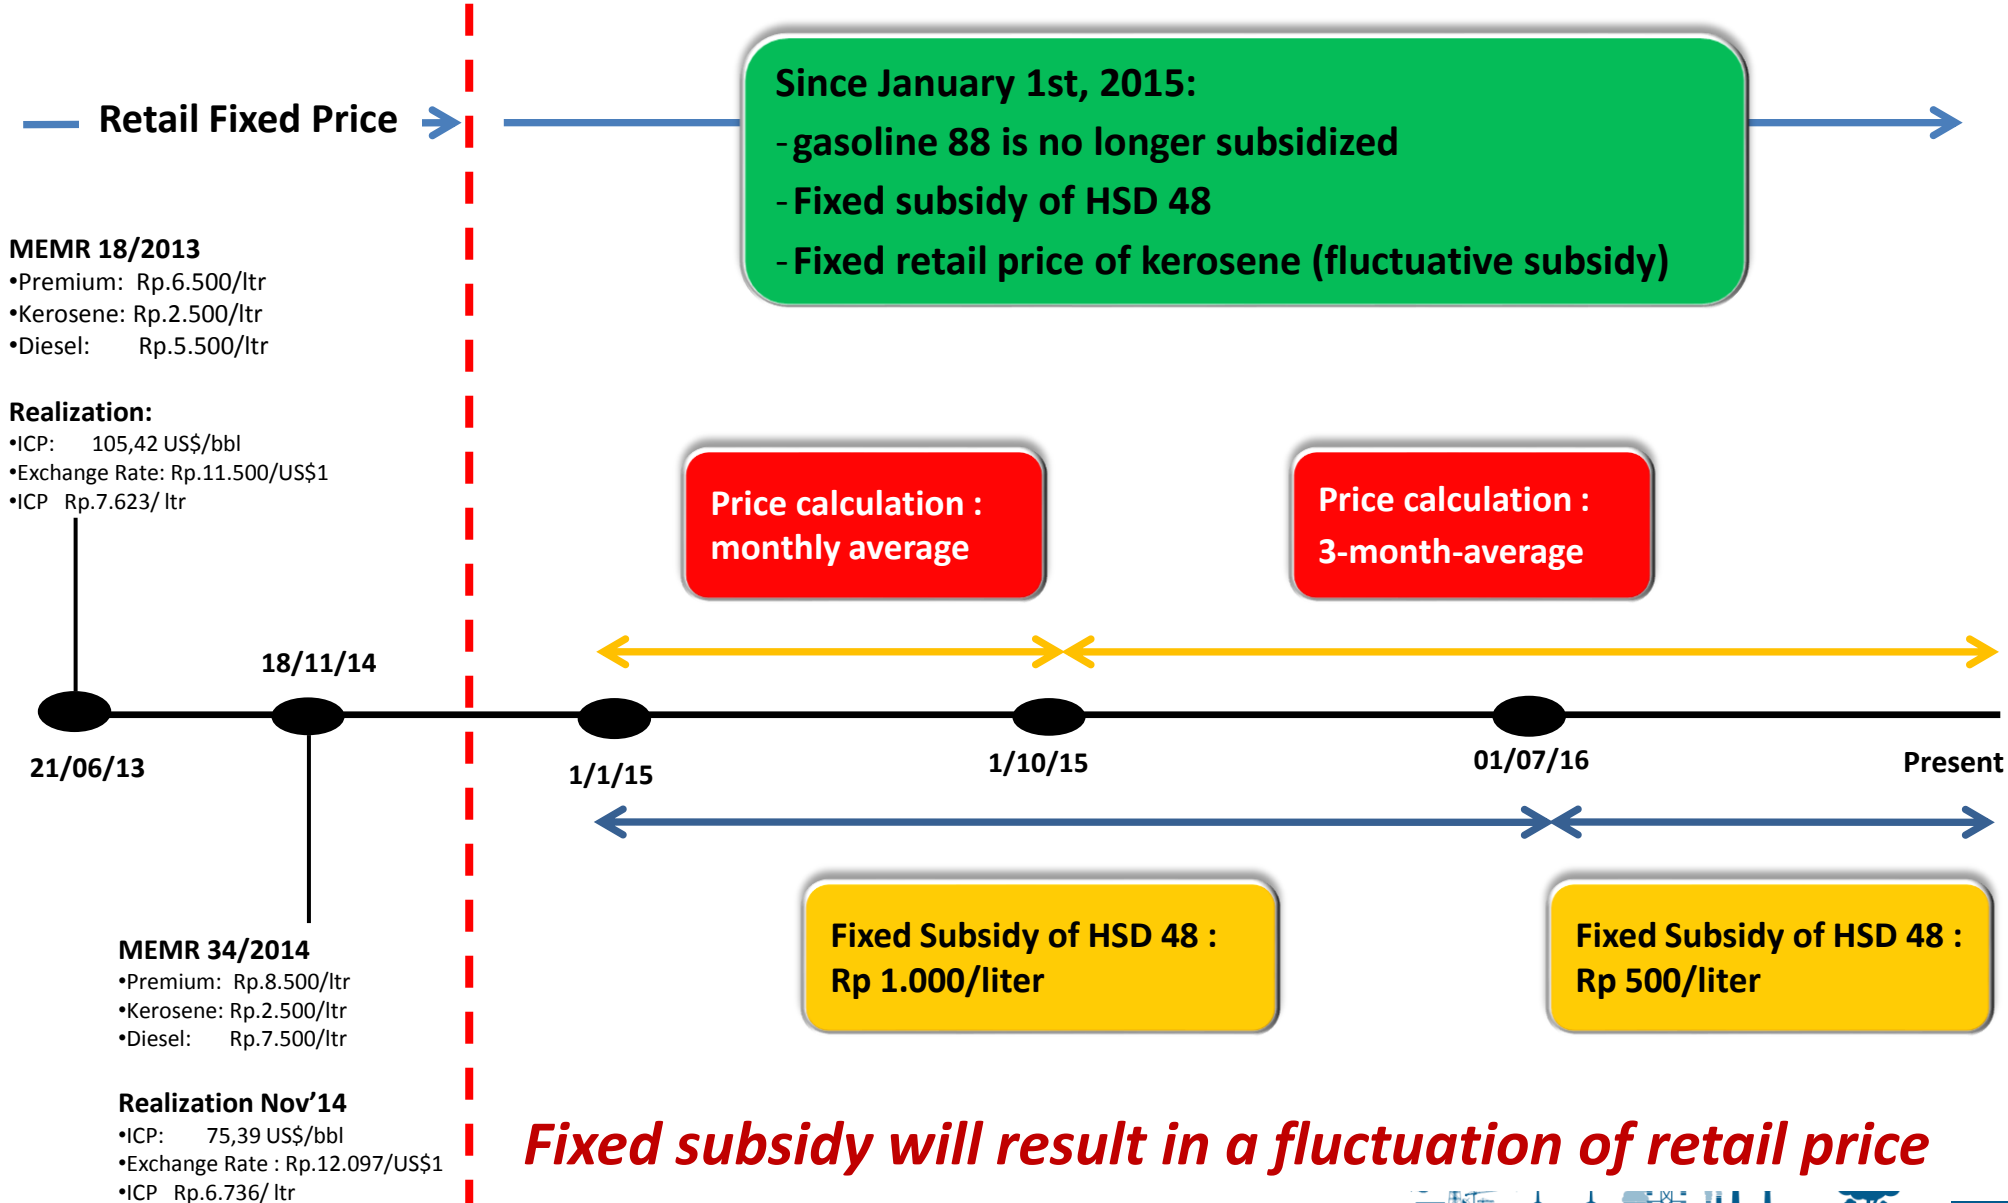 Retail Fixed Price
Since January 1st, 2015:
- gasoline 88 is no longer subsidized
- Fixed subsidy of HSD 48
- Fixed retail price of kerosene (fluctuative subsidy)
MEMR 18/2013
•Premium: Rp.6.500/ltr
•Kerosene: Rp.2.500/ltr
•Diesel: Rp.5.500/ltr
Realization:
•ICP: 105,42 US$/bbl
•Exchange Rate: Rp.11.500/US$1
•ICP Rp.7.623/ ltr
Price calculation :
monthly average
Price calculation :
3-month-average
18/11/14
21/06/13
1/1/15
1/10/15
01/07/16
Present
MEMR 34/2014
•Premium: Rp.8.500/ltr
•Kerosene: Rp.2.500/ltr
•Diesel: Rp.7.500/ltr
Realization Nov’14
•ICP: 75,39 US$/bbl
•Exchange Rate : Rp.12.097/US$1
•ICP Rp.6.736/ ltr
Fixed Subsidy of HSD 48 :
Rp 1.000/liter
Fixed Subsidy of HSD 48 :
Rp 500/liter
Fixed subsidy will result in a fluctuation of retail price